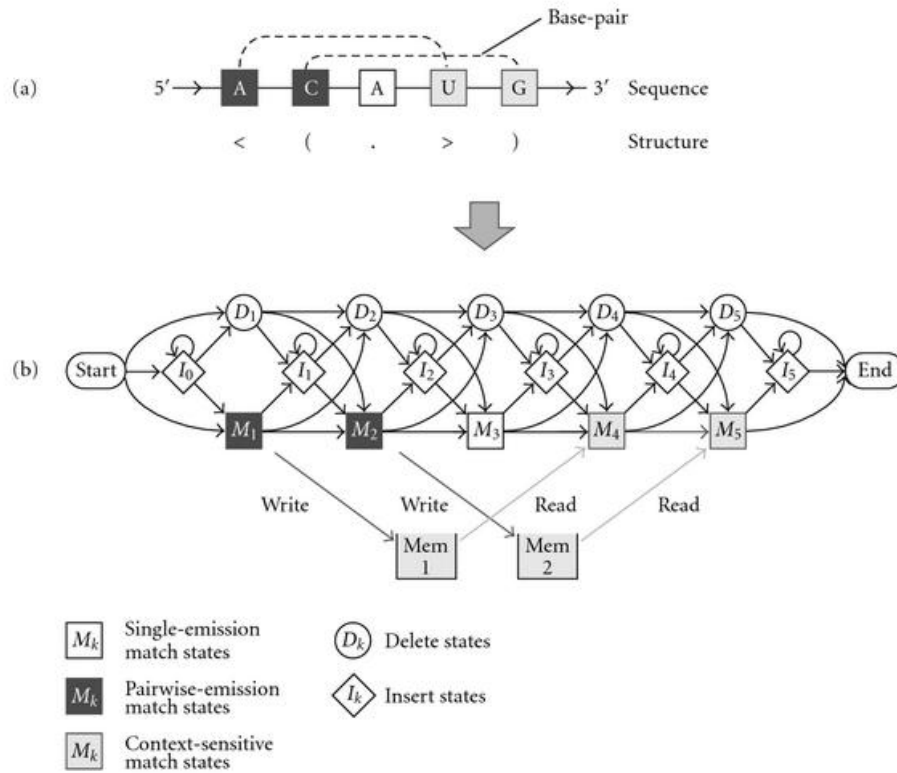 Base-pair
(a) 5′ A C A U G 3′ Sequence
< ( . > ) Structure
D1 D2 D3 D4 D5
(b) Start I0 I1 I2 I3 I4 I5 End
M1 M2 M3 M4 M5
Write Write Read Read
Mem Mem
1 2
Mk Single-emission Dk Delete states
match states
Mk Pairwise-emission Ik Insert states
match states
Mk Context-sensitive
match states